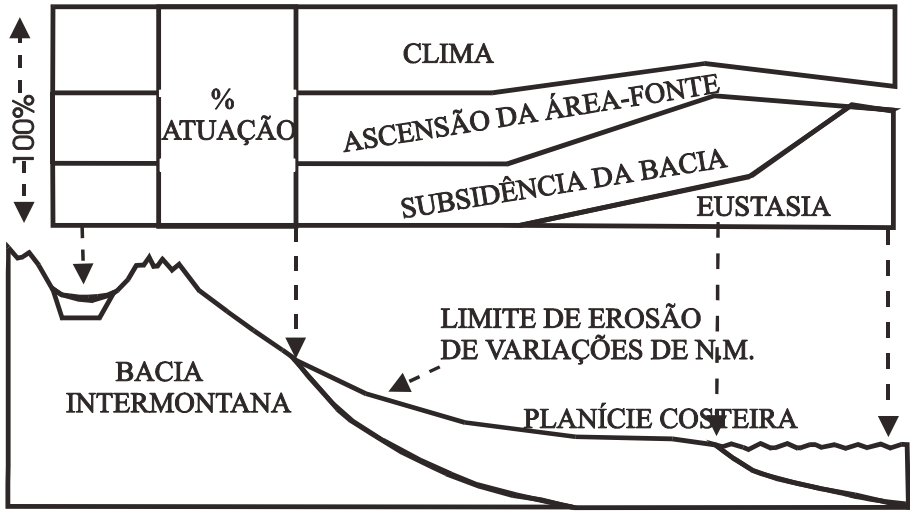 100%
%
ATUAÇÃO
CLIMA
ASCENSÃO DA ÁREA-FONTE
SUBSIDÊNCIA DA BACIA
EUSTASIA
LIMITE DE EROSÃO
DE VARIAÇÕES DE N.M.
BACIA
INTERMONTANA
PLANÍCIE COSTEIRA